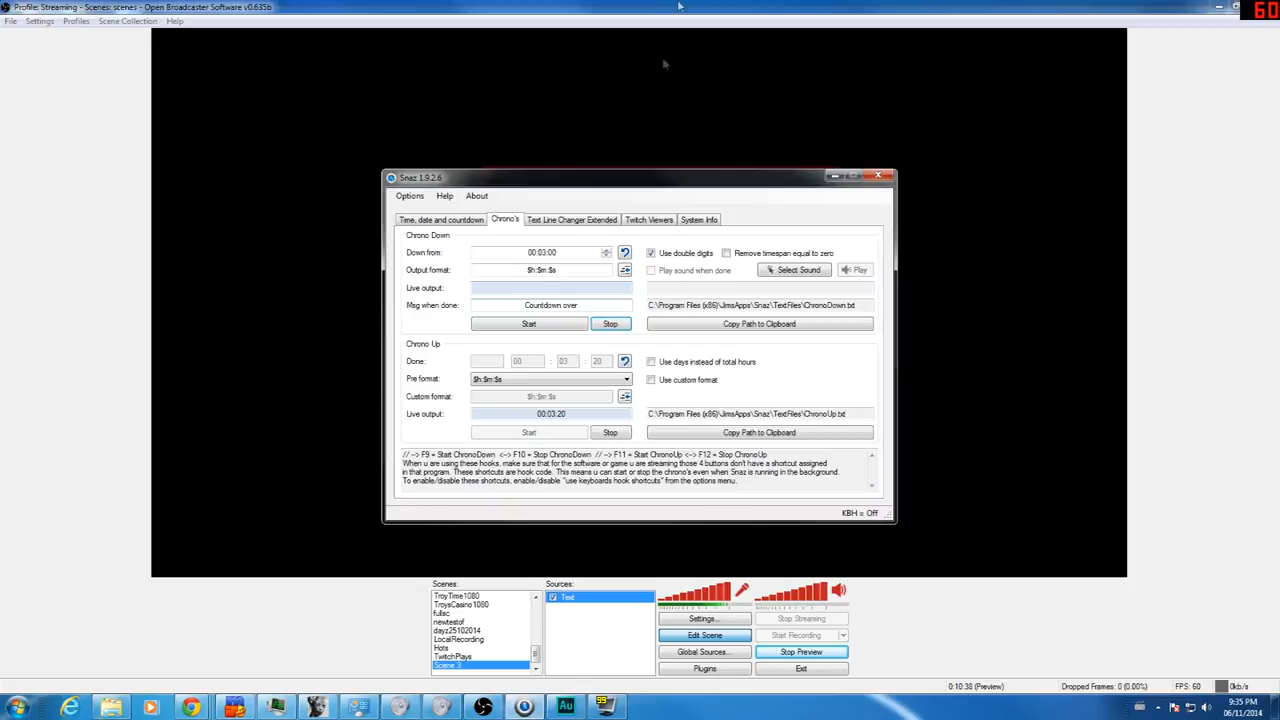 Profile: Streaming - Scenes: scenes - Open Broadcaster Software v0.635b
60
File Settings Profiles Scene Collection Help
Snaz 1.9.2.6
Options Help About
Time, date and countdown Chrono's Text Line Changer Extended Twitch Viewers System Info
Chrono Down
Down from: 00:03:00 Use double digits Remove timespan equal to zero
Output format: $h:$m:$s Play sound when done Select Sound Play
Live output:
Msg when done: Countdown over C:\Program Files (x86)\JimsApps\Snaz\TextFiles\ChronoDown.txt
Start Stop Copy Path to Clipboard
Chrono Up
Done: 00 : 03 : 20 Use days instead of total hours
Pre format: $h:$m:$s Use custom format
Custom format: $h:$m:$s
Live output: 00:03:20 C:\Program Files (x86)\JimsApps\Snaz\TextFiles\ChronoUp.txt
Start Stop Copy Path to Clipboard
// --> F9 = Start ChronoDown <--> F10 = Stop ChronoDown // --> F11 = Start ChronoUp <--> F12 = Stop ChronoUp
When u are using these hooks, make sure that for the software or game u are streaming those 4 buttons don't have a shortcut assigned
in that program. These shortcuts are hook code. This means u can start or stop the chrono's even when Snaz is running in the background.
To enable/disable these shortcuts, enable/disable "use keyboards hook shortcuts" from the options menu.
KBH = Off
Scenes: Sources:
TroyTime1080 Text
TroysCasino1080
fullsc
newtestof
dayz25102014
LocalRecording
Hots
TwitchPlays
Scene 3
Settings... Stop Streaming
Edit Scene Start Recording
Global Sources... Stop Preview
Plugins Exit
0:10:38 (Preview) Dropped Frames: 0 (0.00%) FPS: 60 0kb/s
Au
99
9:35 PM
06/11/2014